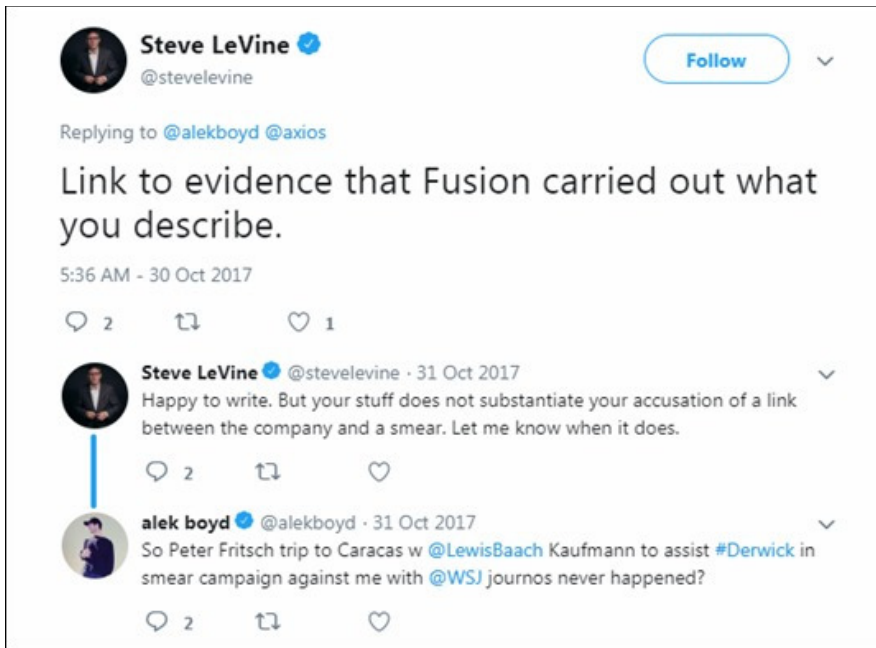 Steve LeVine
@stevelevine
Follow
Replying to @alekboyd @axios
Link to evidence that Fusion carried out what
you describe.
5:36 AM - 30 Oct 2017
2
1
Steve LeVine @stevelevine · 31 Oct 2017
Happy to write. But your stuff does not substantiate your accusation of a link
between the company and a smear. Let me know when it does.
2
alek boyd @alekboyd · 31 Oct 2017
So Peter Fritsch trip to Caracas w @LewisBaach Kaufmann to assist #Derwick in
smear campaign against me with @WSJ journos never happened?
2